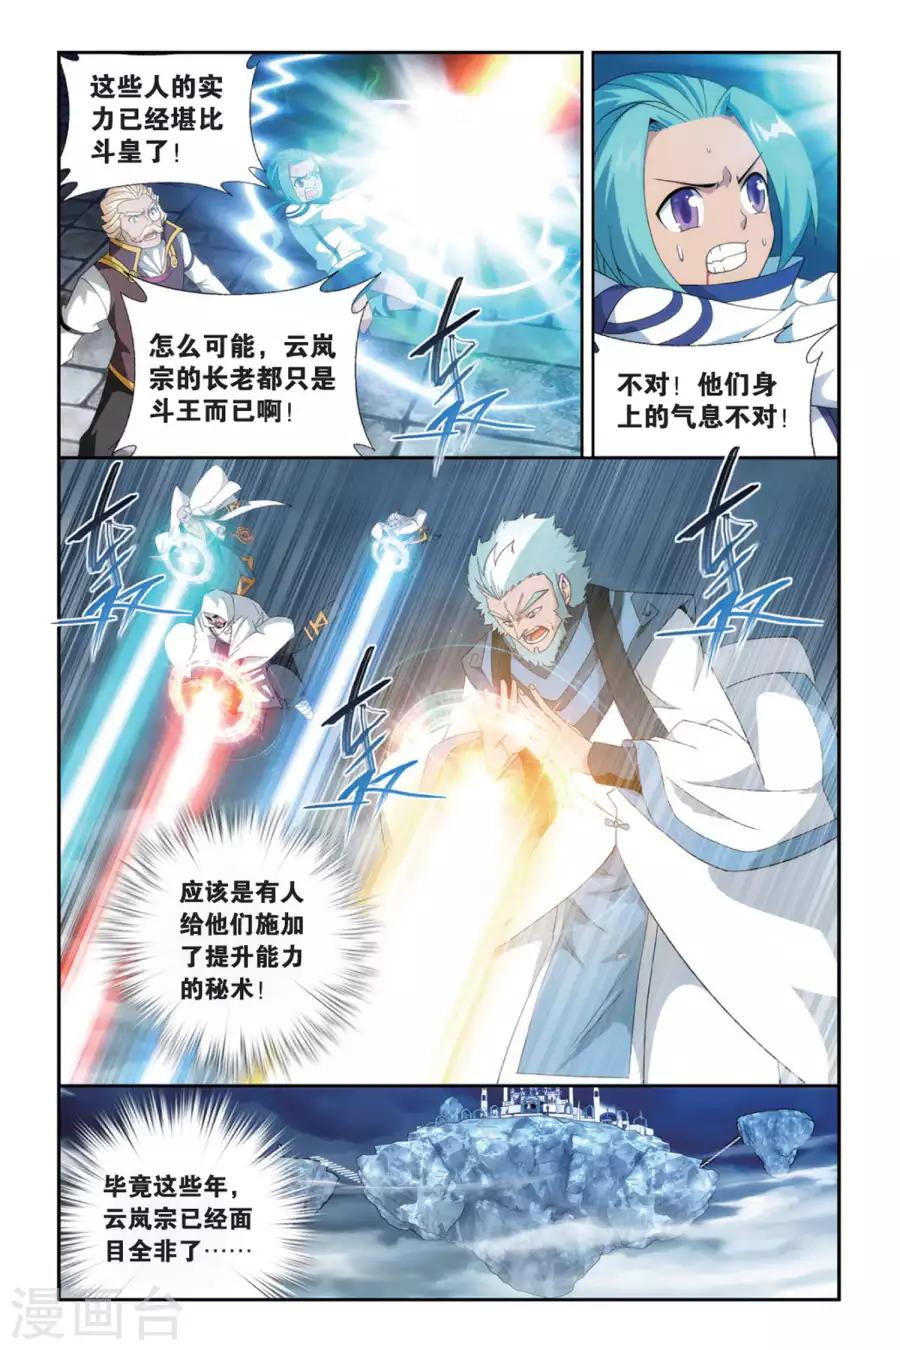 这些人的实
力已经堪比
斗皇了！
怎么可能，云岚
宗的长老都只是
斗王而已啊！
不对！他们身
上的气息不对！
轰
轰
轰
轰
应该是有人
给他们施加
了提升能力
的秘术！
毕竟这些年，
云岚宗已经面
目全非了……
漫画台